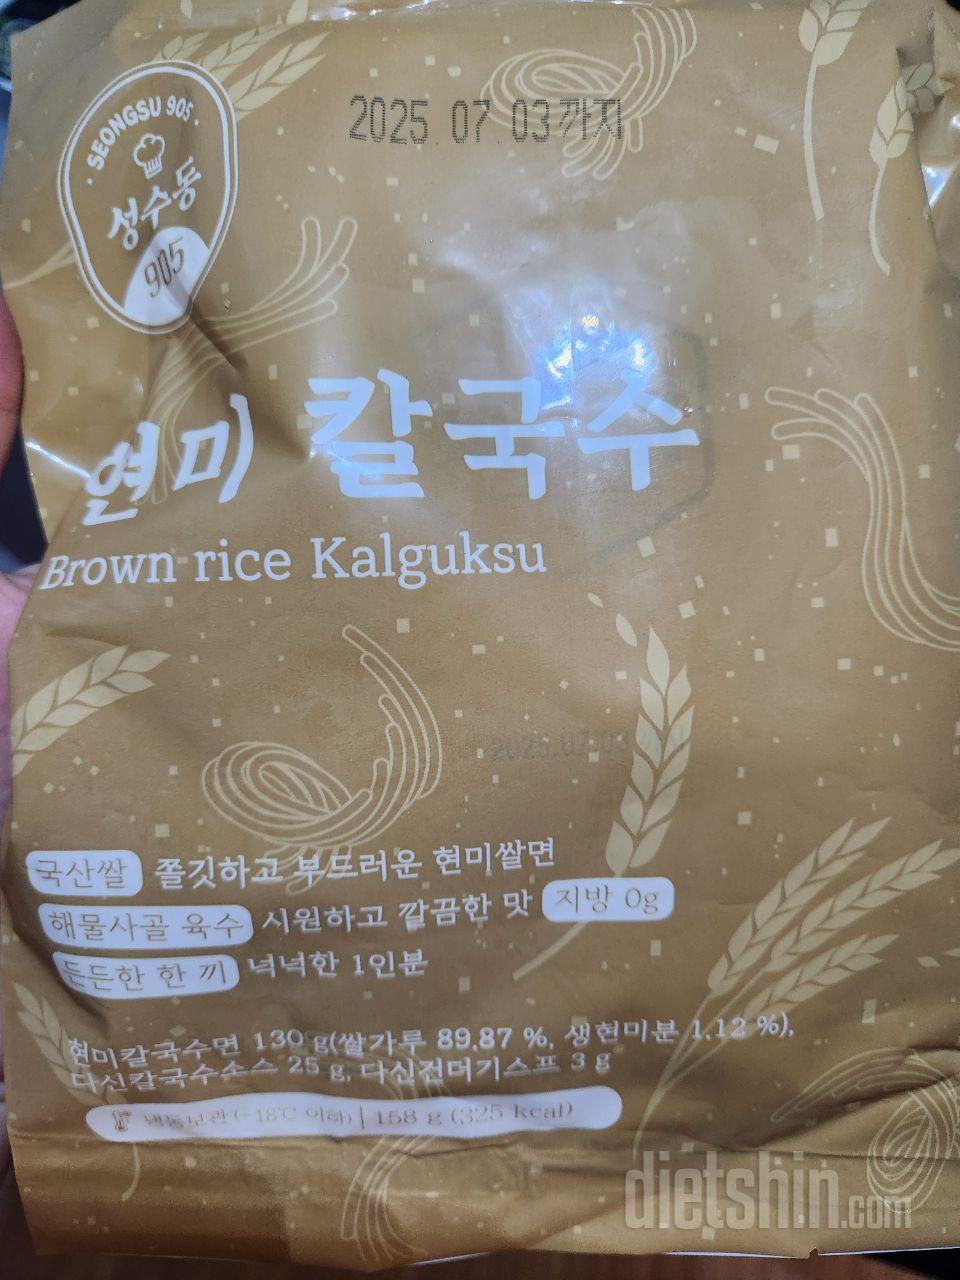 2025.07.03까지
SEONGSU 905
성수동
905
현미 칼국수
Brown rice Kalguksu
2025.07.03
국산쌀 쫄깃하고 부드러운 현미쌀면
해물사골 육수 시원하고 깔끔한 맛 지방 0g
든든한 한 끼 넉넉한 1인분
현미칼국수면 130 g(쌀가루 89.87 %, 생현미분 1.12 %),
다신칼국수소스 25 g, 다신건더기스프 3 g
냉동보관(-18℃ 이하) | 158 g (325 kcal)
dietshin.com